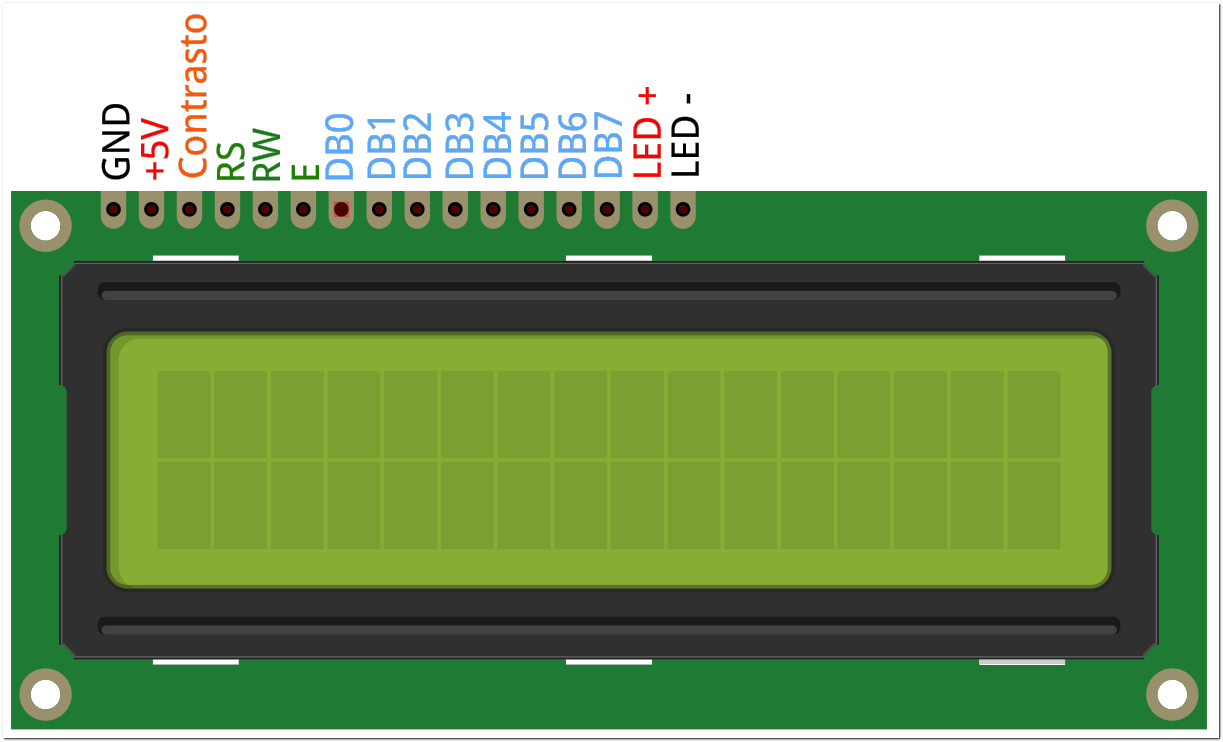 GND
+5V
Contrasto
RS
RW
E
DB0
DB1
DB2
DB3
DB4
DB5
DB6
DB7
LED +
LED -